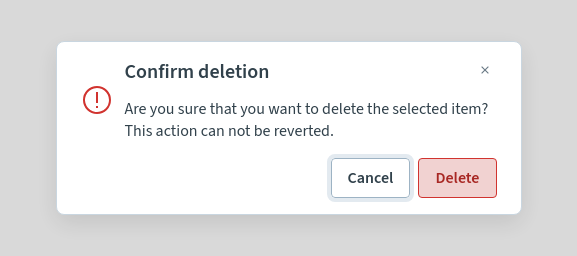 Confirm deletion
Are you sure that you want to delete the selected item?
This action can not be reverted.
Cancel Delete